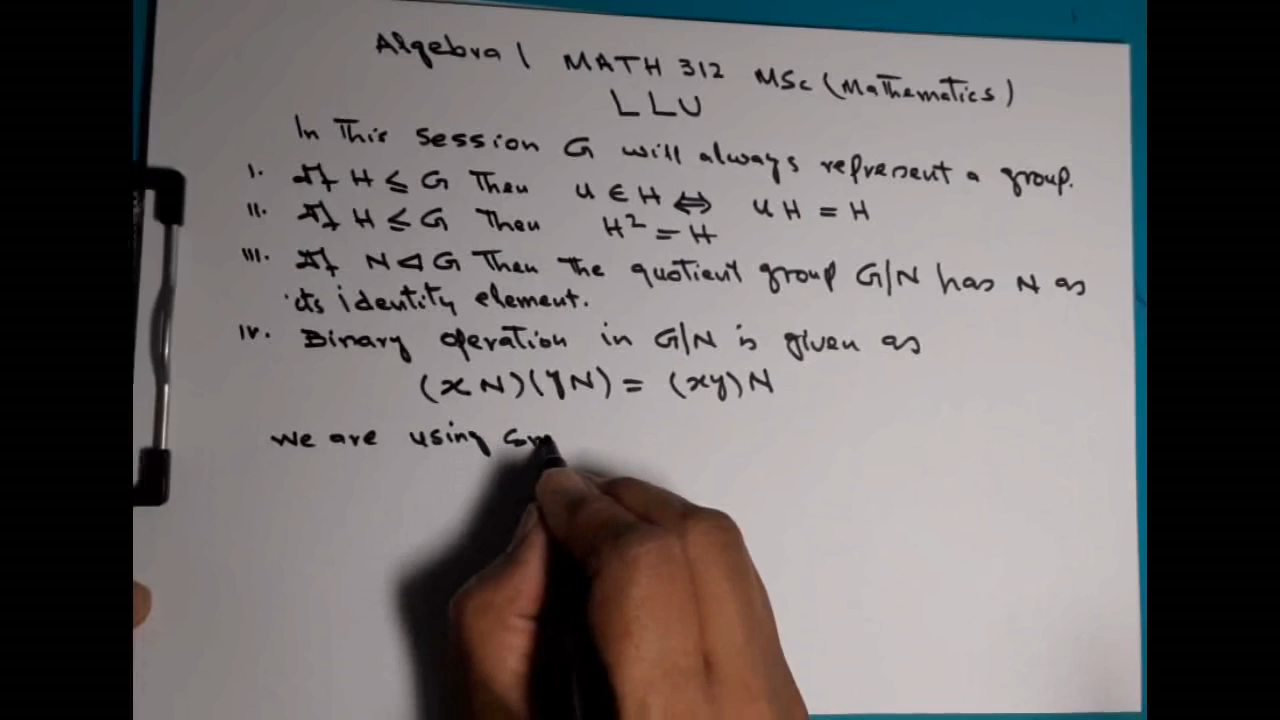 Algebra 1 MATH 312 MSc (Mathematics)
LLU
In This session G will always represent a group.
I. If H ≤ G Then u ∈ H ⇔ uH = H
II. If H ≤ G Then H² = H
III. If N ⊲ G Then the quotient group G/N has N as
its identity element.
IV. Binary operation in G/N is given as
(xN)(yN) = (xy)N
we are using